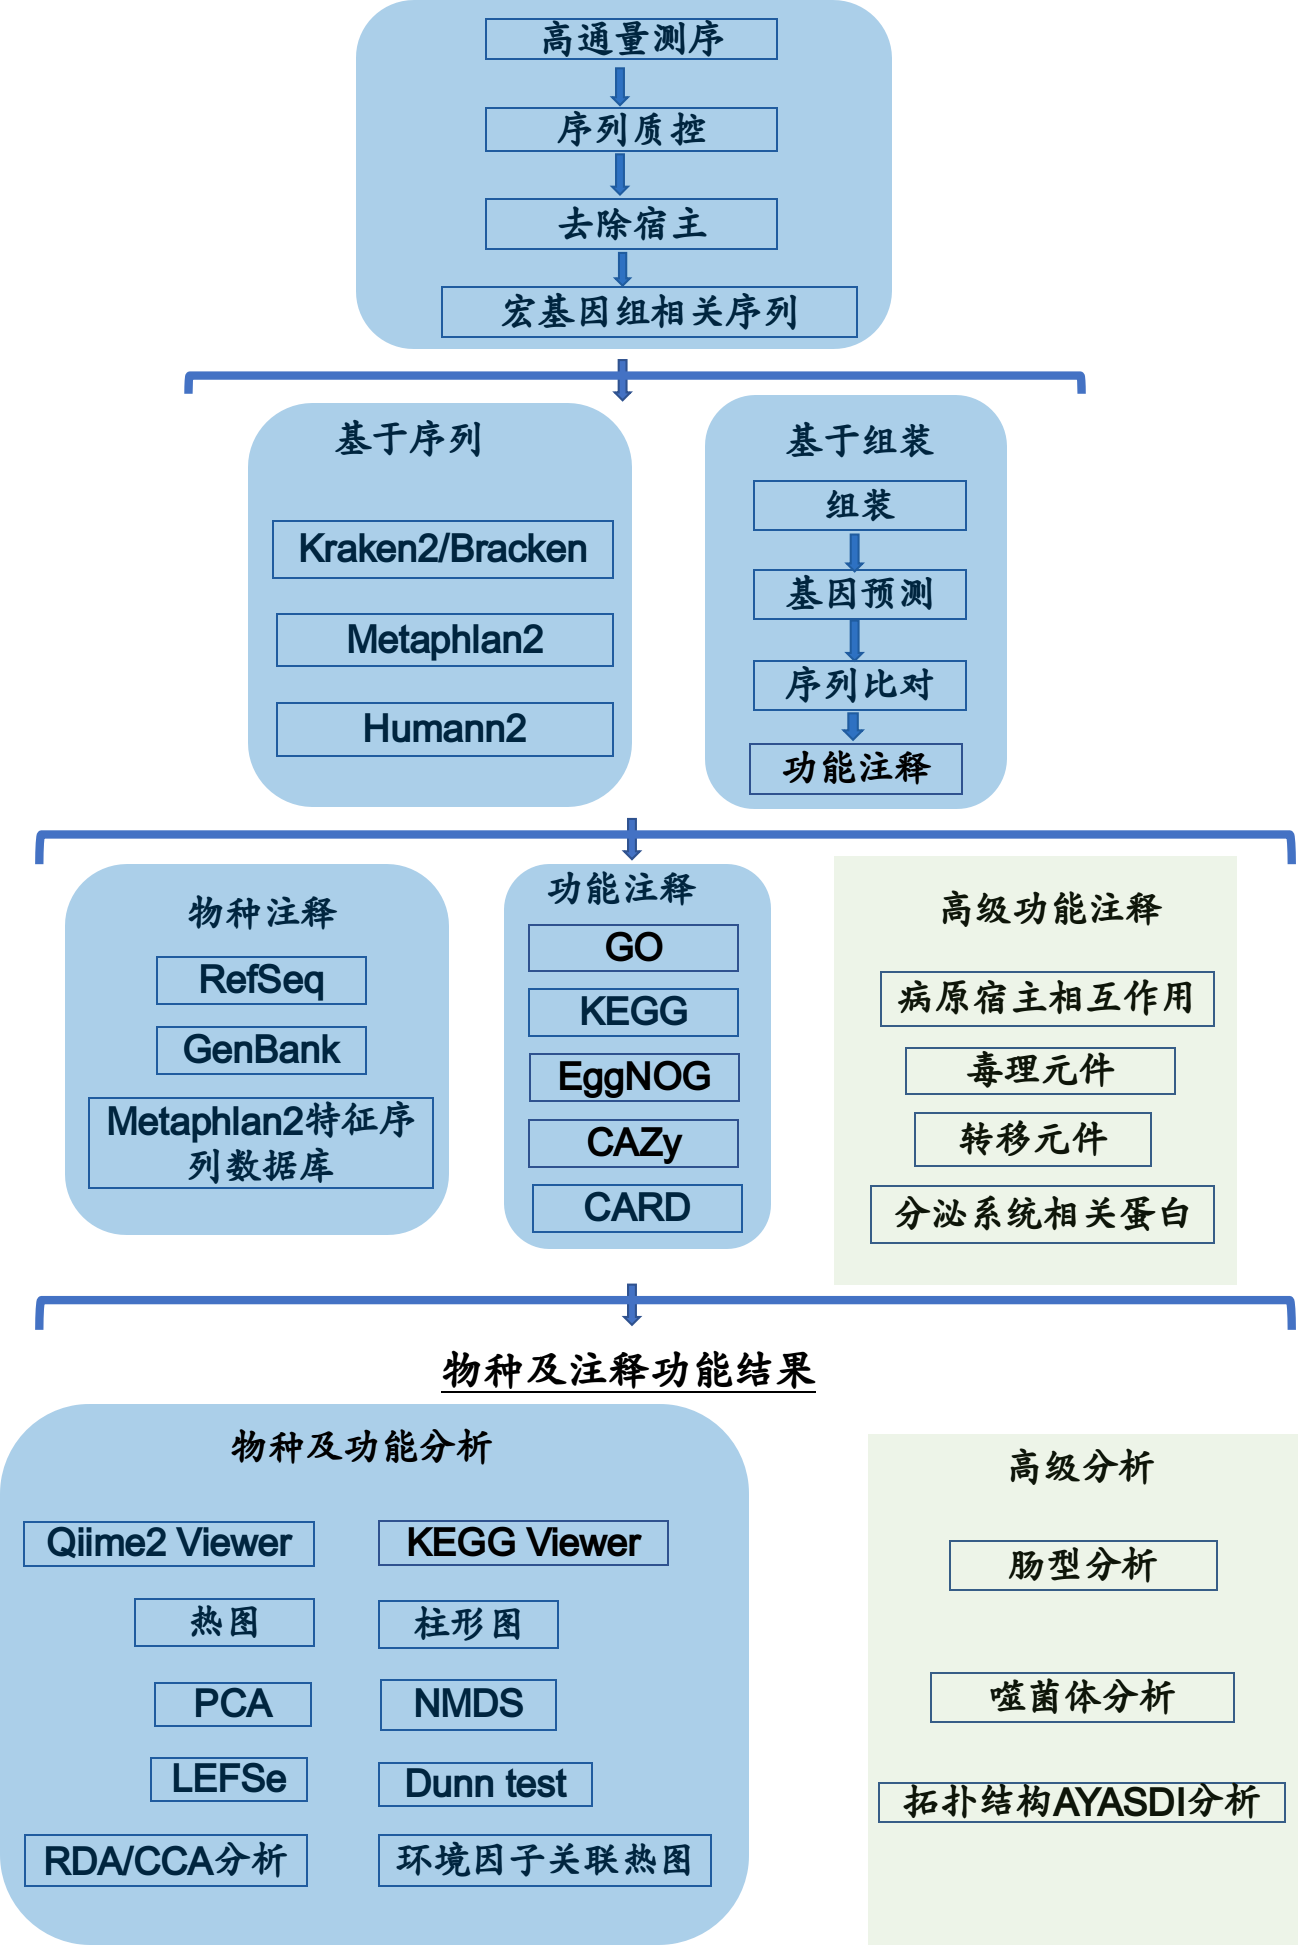 高通量测序
序列质控
去除宿主
宏基因组相关序列
基于序列
Kraken2/Bracken
Metaphlan2
Humann2
基于组装
组装
基因预测
序列比对
功能注释
物种注释
RefSeq
GenBank
Metaphlan2特征序
列数据库
功能注释
GO
KEGG
EggNOG
CAZy
CARD
高级功能注释
病原宿主相互作用
毒理元件
转移元件
分泌系统相关蛋白
物种及注释功能结果
物种及功能分析
Qiime2 Viewer
KEGG Viewer
热图
柱形图
PCA
NMDS
LEFSe
Dunn test
RDA/CCA分析
环境因子关联热图
高级分析
肠型分析
噬菌体分析
拓扑结构AYASDI分析